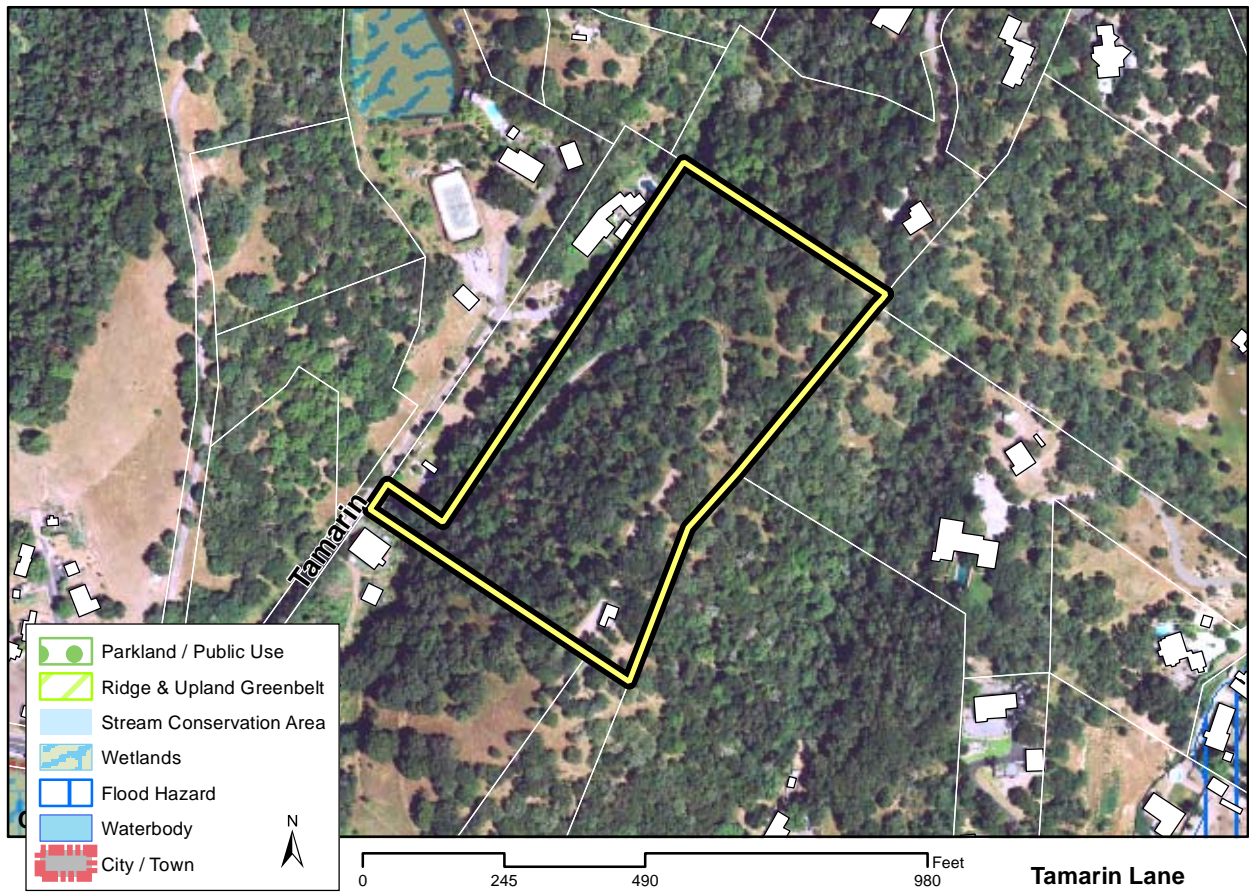 Tamarin
Parkland / Public Use
Ridge & Upland Greenbelt
Stream Conservation Area
Wetlands
Flood Hazard
Waterbody
City / Town
N
Feet
0 245 490 980
Tamarin Lane